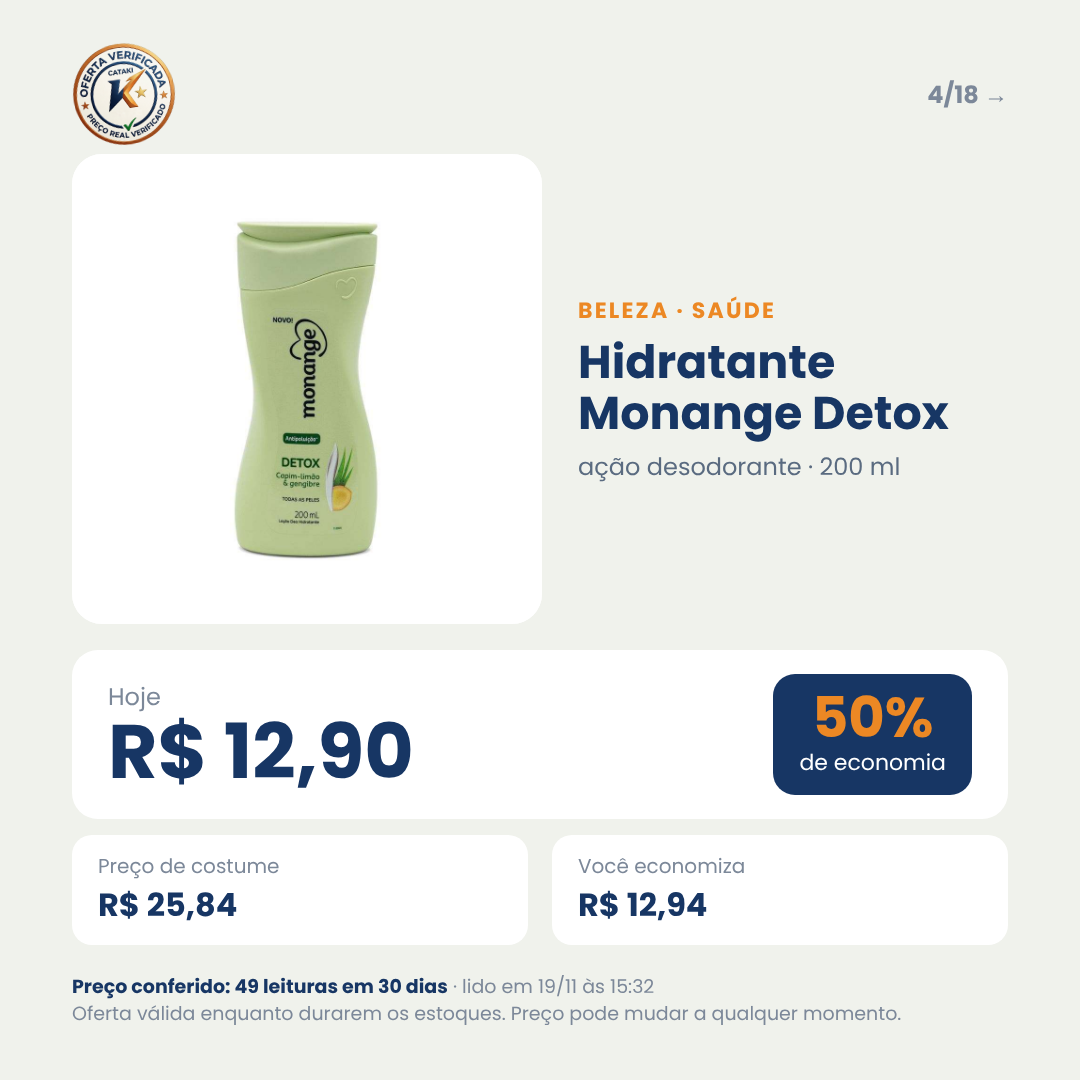 OFERTA VERIFICADA
CATAKI
K
PREÇO REAL VERIFICADO
4/18 →
NOVO!
monange
Antipoluição
DETOX
Capim-limão
& gengibre
TODAS AS PELES
200 mL
BELEZA · SAÚDE
Hidratante
Monange Detox
ação desodorante · 200 ml
Hoje
R$ 12,90
50%
de economia
Preço de costume
R$ 25,84
Você economiza
R$ 12,94
Preço conferido: 49 leituras em 30 dias · lido em 19/11 às 15:32
Oferta válida enquanto durarem os estoques. Preço pode mudar a qualquer momento.